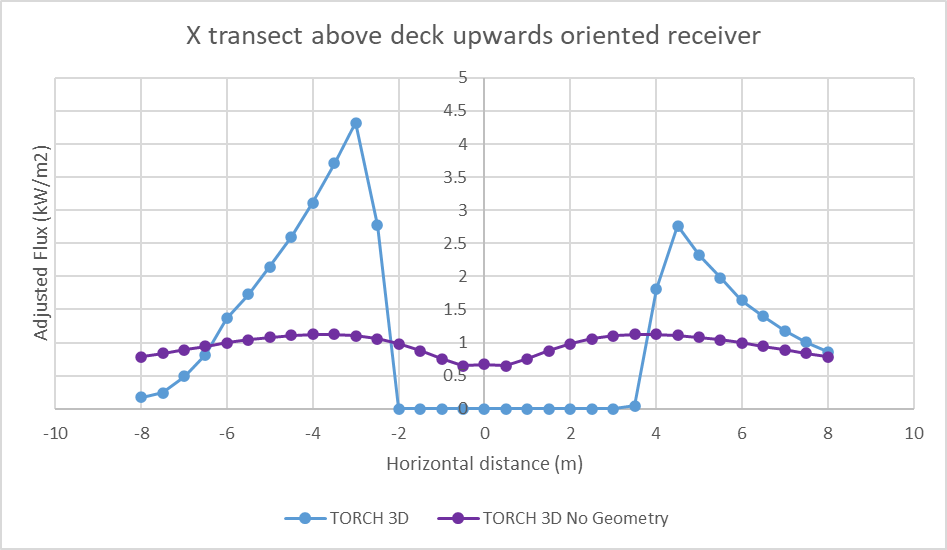 X transect above deck upwards oriented receiver
Adjusted Flux (kW/m2)
5
4.5
4
3.5
3
2.5
2
1.5
1
0.5
0
-10 -8 -6 -4 -2 0 2 4 6 8 10
Horizontal distance (m)
TORCH 3D TORCH 3D No Geometry